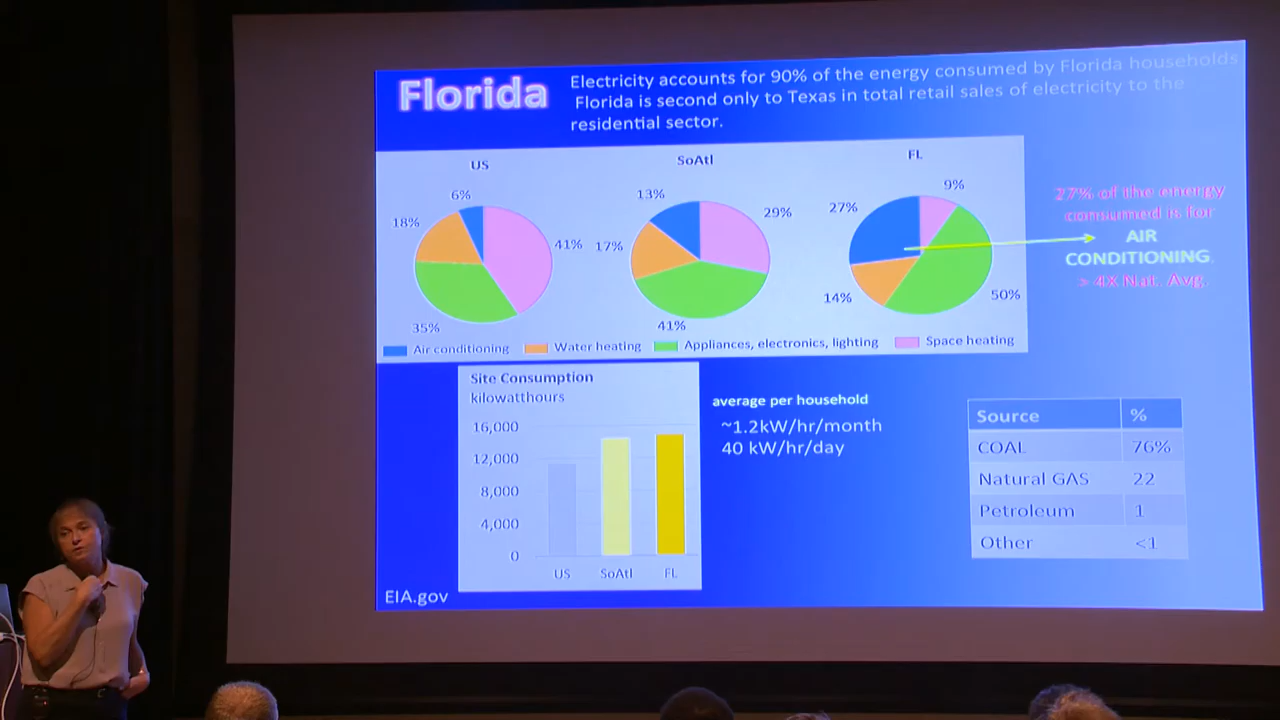 Florida
Electricity accounts for 90% of the energy consumed by Florida households
Florida is second only to Texas in total retail sales of electricity to the
residential sector.
US
SoAtl
FL
6%
18%
41%
35%
13%
29%
17%
41%
27%
9%
14%
50%
Air conditioning
Water heating
Appliances, electronics, lighting
Space heating
27% of the energy
consumed is for
AIR
CONDITIONING
> 4X Nat. Avg.
Site Consumption
kilowatthours
16,000
12,000
8,000
4,000
0
US
SoAtl
FL
average per household
~1.2kW/hr/month
40 kW/hr/day
Source %
COAL 76%
Natural GAS 22
Petroleum 1
Other <1
EIA.gov